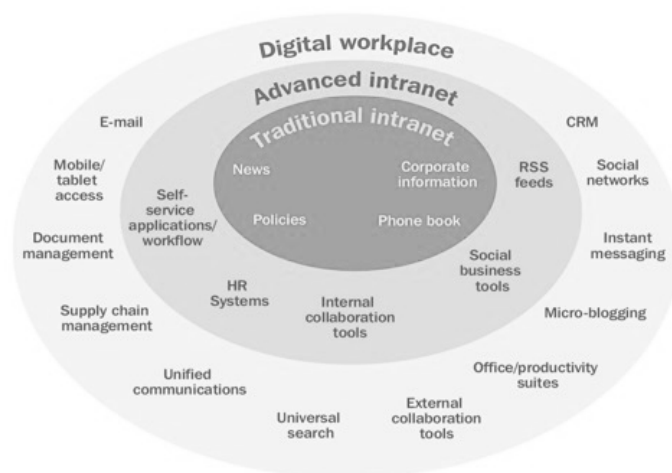 Digital workplace
Advanced intranet
Traditional intranet
News
Corporate
information
Policies
Phone book
RSS
feeds
Self-
service
applications/
workflow
HR
Systems
Internal
collaboration
tools
Social
business
tools
E-mail
Mobile/
tablet
access
Document
management
Supply chain
management
Unified
communications
Universal
search
External
collaboration
tools
Office/productivity
suites
Micro-blogging
Instant
messaging
Social
networks
CRM